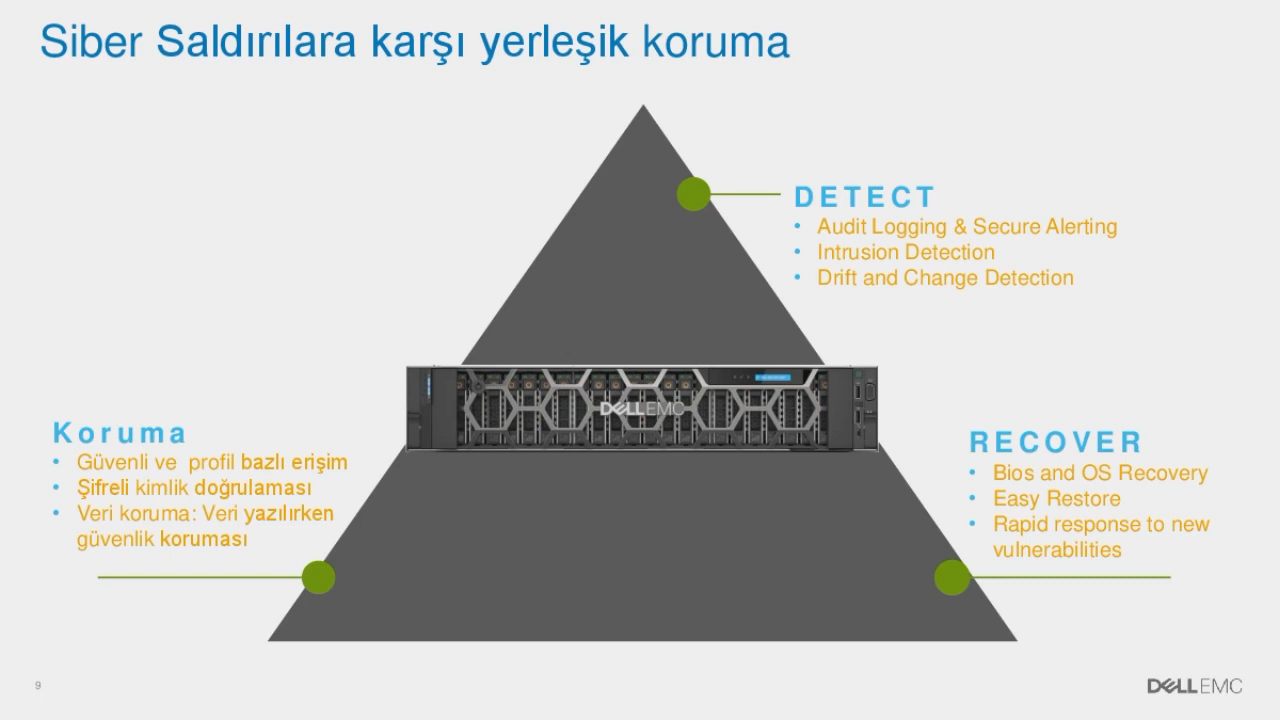 Siber Saldırılara karşı yerleşik koruma
DETECT
• Audit Logging & Secure Alerting
• Intrusion Detection
• Drift and Change Detection
DELLEMC
Koruma
• Güvenli ve profil bazlı erişim
• Şifreli kimlik doğrulaması
• Veri koruma: Veri yazılırken
güvenlik koruması
RECOVER
• Bios and OS Recovery
• Easy Restore
• Rapid response to new
vulnerabilities
9
DELLEMC